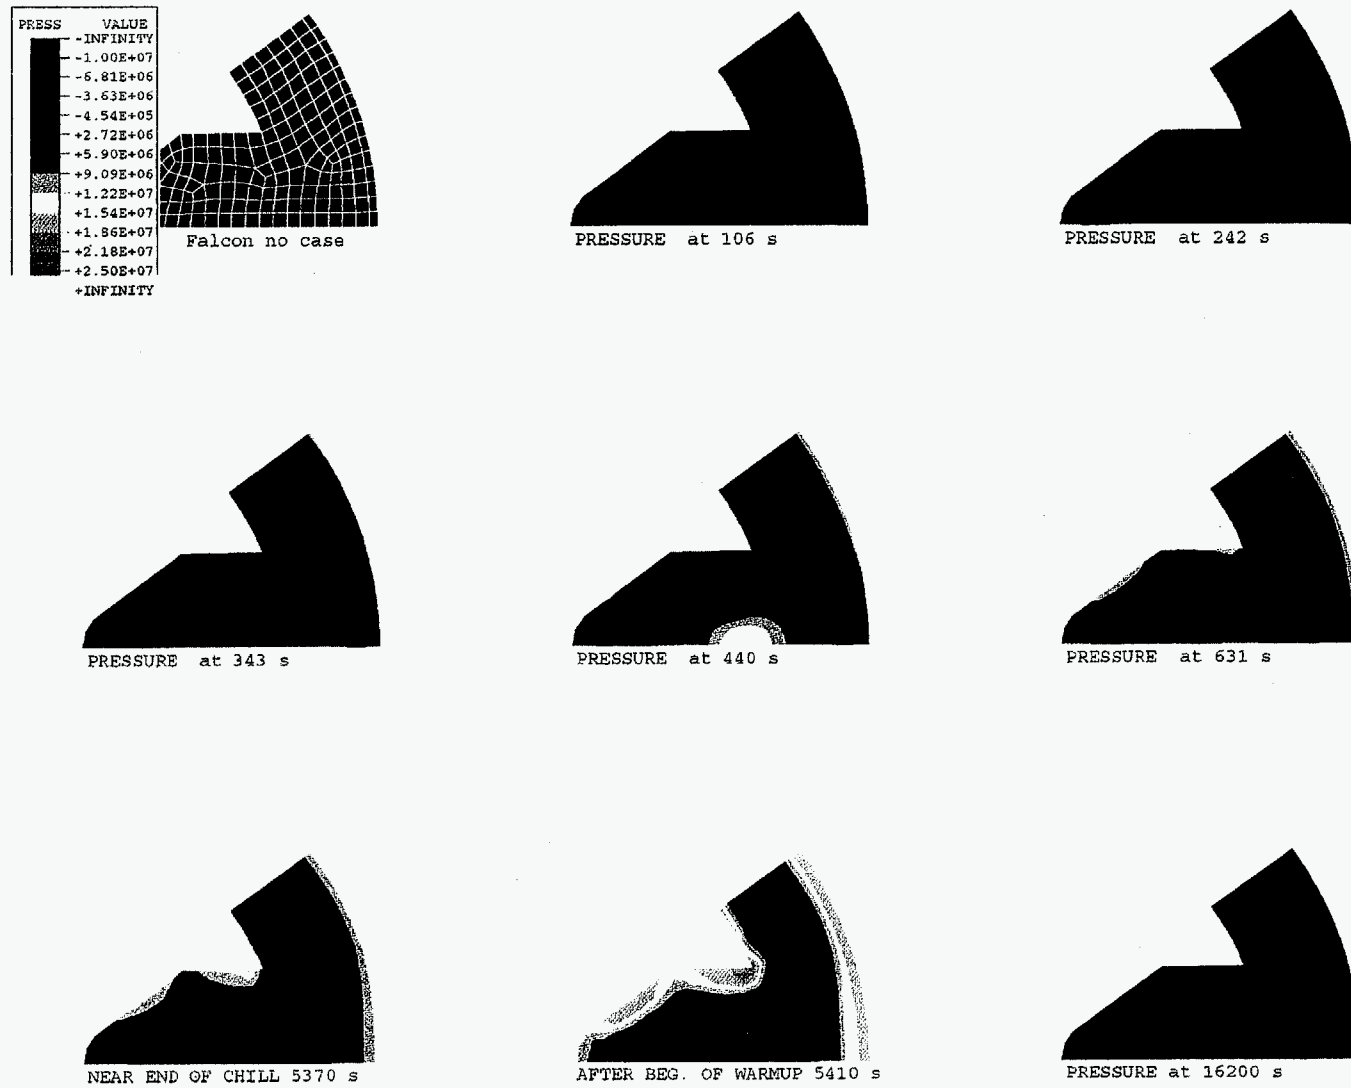 PRESS VALUE
-INFINITY
-1.00E+07
-6.81E+06
-3.63E+06
-4.54E+05
+2.72E+06
+5.90E+06
+9.09E+06
+1.22E+07
+1.54E+07
+1.86E+07
+2.18E+07
+2.50E+07
+INFINITY
Falcon no case
PRESSURE at 106 s
PRESSURE at 242 s
PRESSURE at 343 s
PRESSURE at 440 s
PRESSURE at 631 s
NEAR END OF CHILL 5370 s
AFTER BEG. OF WARMUP 5410 s
PRESSURE at 16200 s